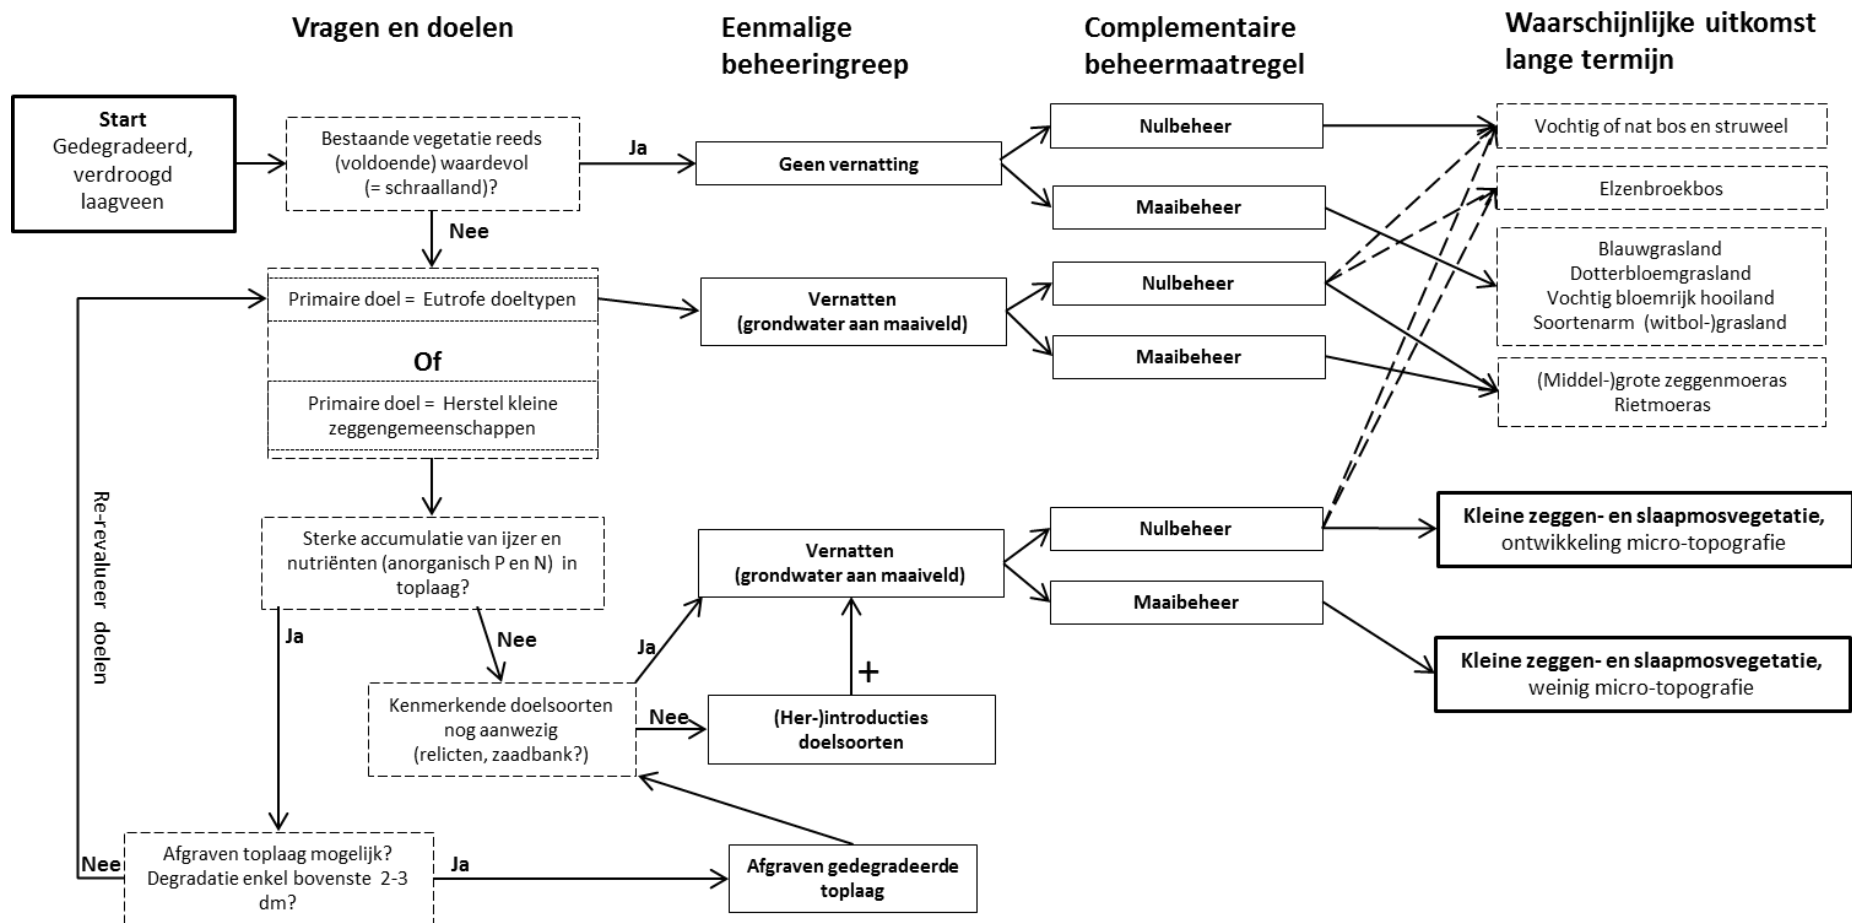 Vragen en doelen
Eenmalige
beheeringreep
Complementaire
beheermaatregel
Waarschijnlijke uitkomst
lange termijn
Start
Gedegradeerd,
verdroogd
laagveen
Bestaande vegetatie reeds
(voldoende) waardevol
(= schraalland)?
Ja
Nee
Geen vernatting
Nulbeheer
Maaibeheer
Vochtig of nat bos en struweel
Elzenbroekbos
Blauwgrasland
Dotterbloemgrasland
Vochtig bloemrijk hooiland
Soortenarm (witbol-)grasland
Primaire doel = Eutrofe doeltypen
Of
Primaire doel = Herstel kleine
zeggengemeenschappen
Vernatten
(grondwater aan maaiveld)
Nulbeheer
Maaibeheer
(Middel-)grote zeggenmoeras
Rietmoeras
Re-revalueer doelen
Sterke accumulatie van ijzer en
nutriënten (anorganisch P en N) in
toplaag?
Ja
Nee
Vernatten
(grondwater aan maaiveld)
Nulbeheer
Maaibeheer
Kleine zeggen- en slaapmosvegetatie,
ontwikkeling micro-topografie
Kleine zeggen- en slaapmosvegetatie,
weinig micro-topografie
Kenmerkende doelsoorten
nog aanwezig
(relicten, zaadbank?)
Ja
Nee
+
(Her-)introducties
doelsoorten
Afgraven toplaag mogelijk?
Degradatie enkel bovenste 2-3
dm?
Nee
Ja
Afgraven gedegradeerde
toplaag